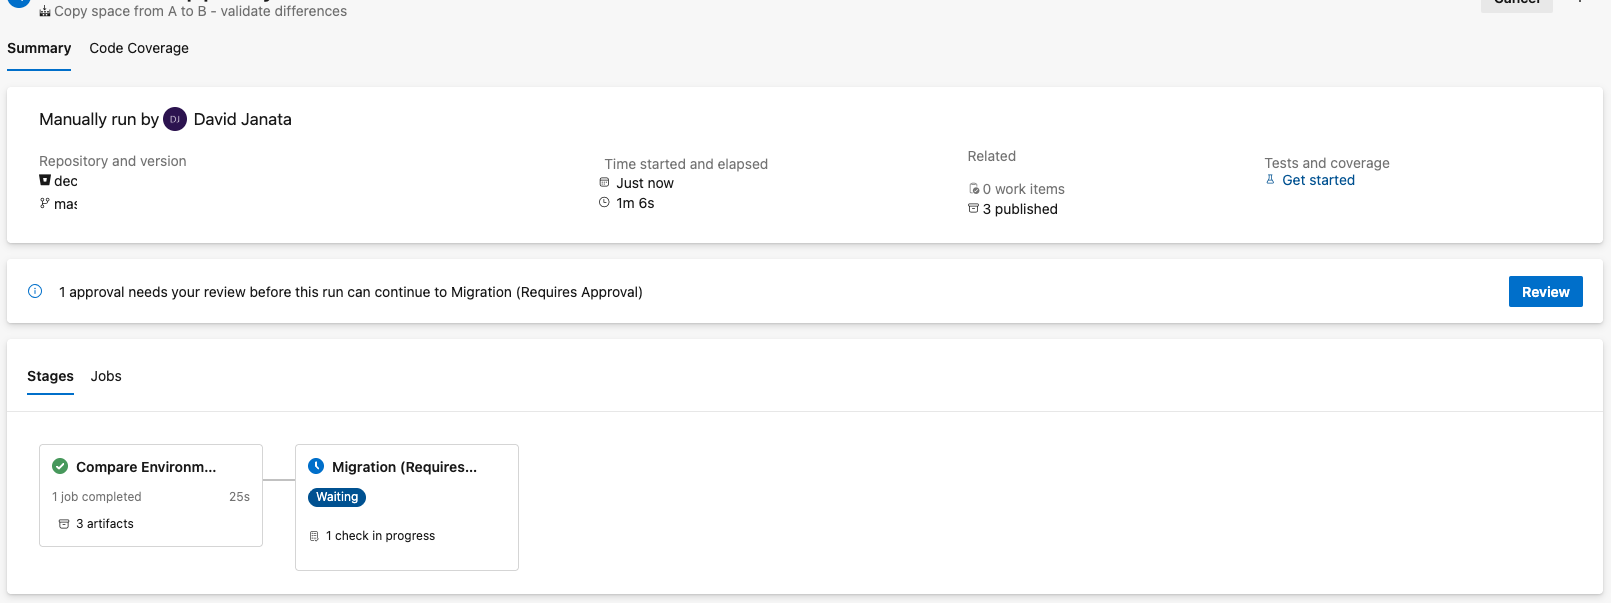 Copy space from A to B - validate differences
Cancel
Summary Code Coverage
Manually run by DJ David Janata
Repository and version
dec
mas
Time started and elapsed
Just now
1m 6s
Related
0 work items
3 published
Tests and coverage
Get started
1 approval needs your review before this run can continue to Migration (Requires Approval)
Review
Stages Jobs
Compare Environm...
1 job completed 25s
3 artifacts
Migration (Requires...
Waiting
1 check in progress